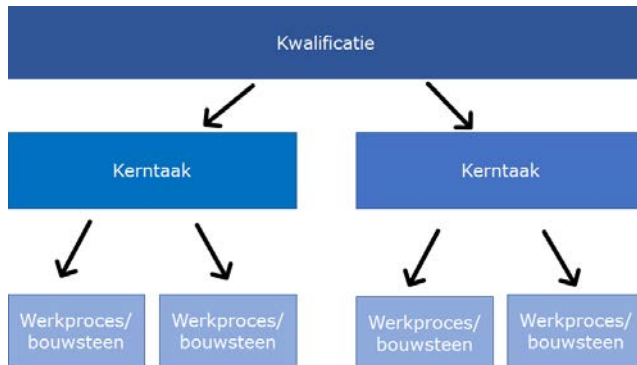 Kwalificatie
Kerntaak
Kerntaak
Werkproces/
bouwsteen
Werkproces/
bouwsteen
Werkproces/
bouwsteen
Werkproces/
bouwsteen